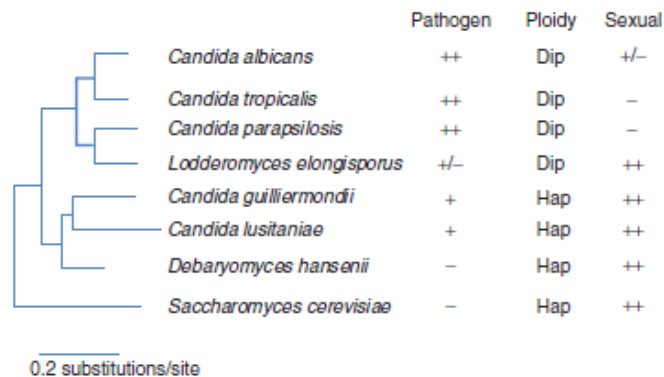 Pathogen Ploidy Sexual
Candida albicans ++ Dip +/–
Candida tropicalis ++ Dip –
Candida parapsilosis ++ Dip –
Lodderomyces elongisporus +/– Dip ++
Candida guilliermondii + Hap ++
Candida lusitaniae + Hap ++
Debaryomyces hansenii – Hap ++
Saccharomyces cerevisiae – Hap ++
0.2 substitutions/site